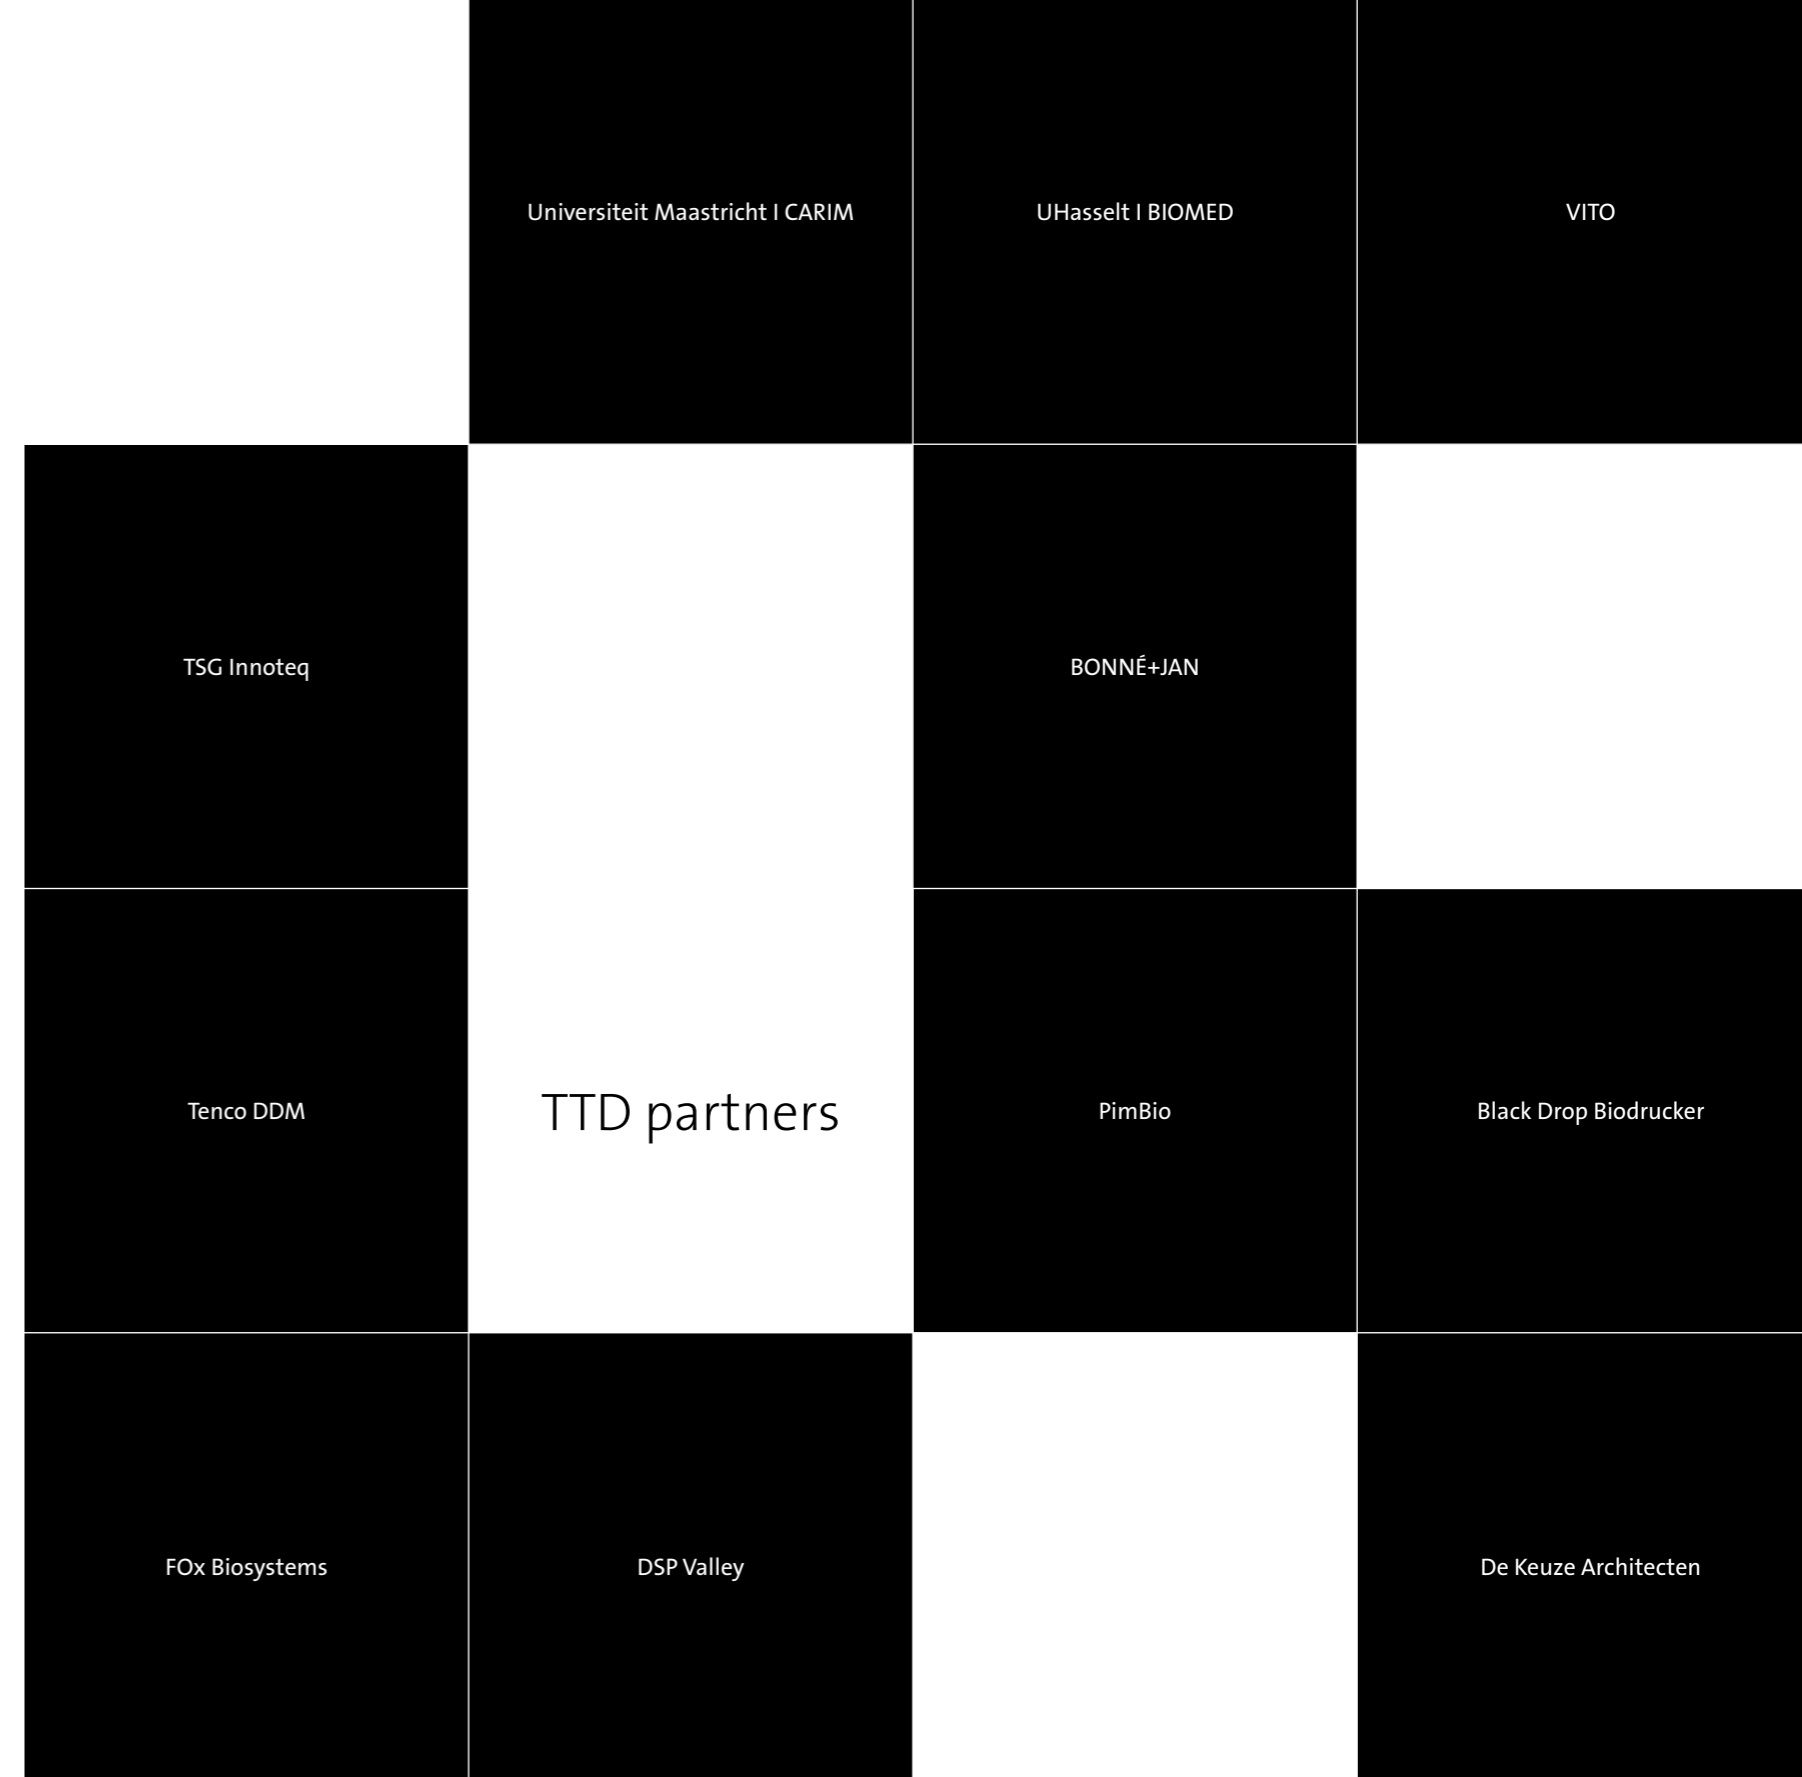 Universiteit Maastricht I CARIM
UHasselt I BIOMED
VITO
TSG Innoteq
BONNÉ+JAN
Tenco DDM
TTD partners
PimBio
Black Drop Biodrucker
FOx Biosystems
DSP Valley
De Keuze Architecten